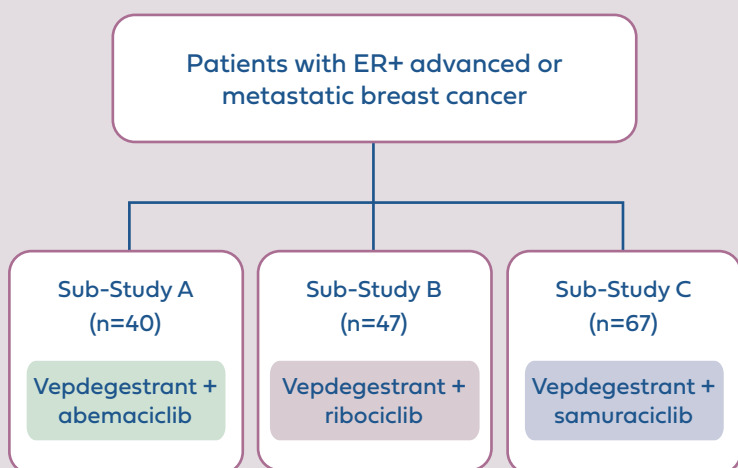 Patients with ER+ advanced or
metastatic breast cancer
Sub-Study A
(n=40)
Vepdegestrant +
abemaciclib
Sub-Study B
(n=47)
Vepdegestrant +
ribociclib
Sub-Study C
(n=67)
Vepdegestrant +
samuraciclib